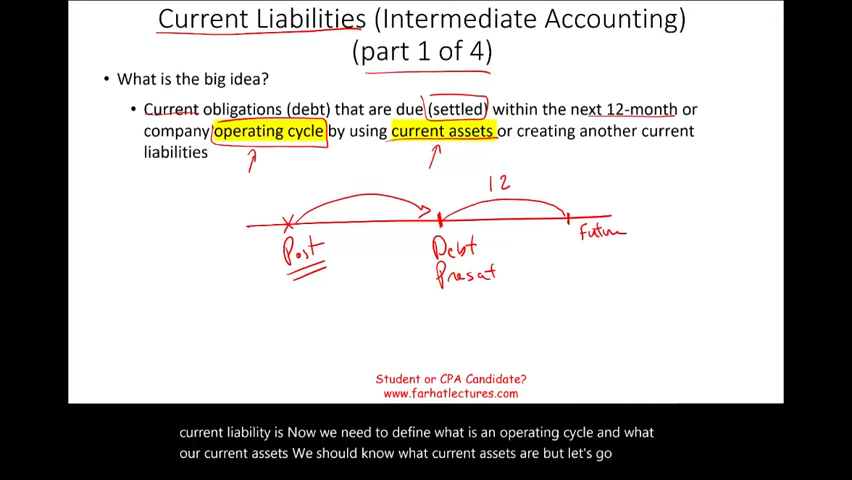 Current Liabilities (Intermediate Accounting)
(part 1 of 4)
• What is the big idea?
• Current obligations (debt) that are due (settled) within the next 12-month or
company operating cycle by using current assets or creating another current
liabilities
12
Past
Debt
Present
Future
Student or CPA Candidate?
www.farhatlectures.com
current liability is Now we need to define what is an operating cycle and what
our current assets We should know what current assets are but let's go